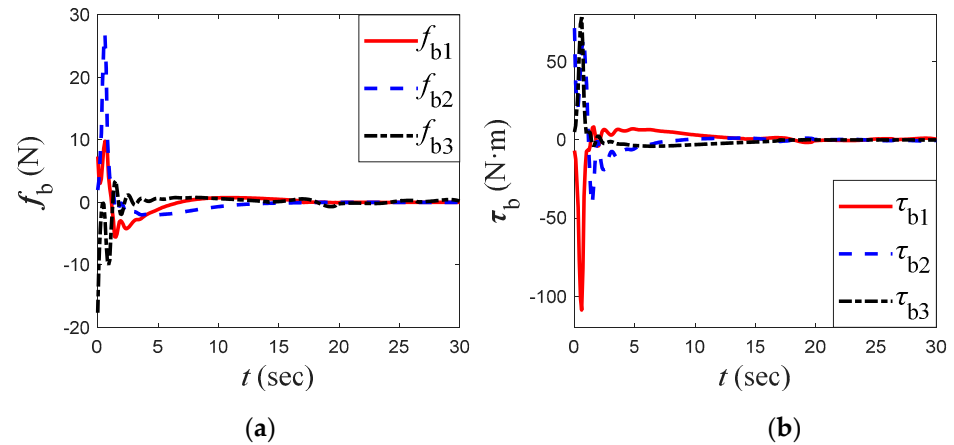 30
20
10
0
-10
-20
f_b (N)
f_b1
f_b2
f_b3
0 5 10 15 20 25 30
t (sec)
(a)
50
0
-50
-100
τ_b (N·m)
τ_b1
τ_b2
τ_b3
0 5 10 15 20 25 30
t (sec)
(b)